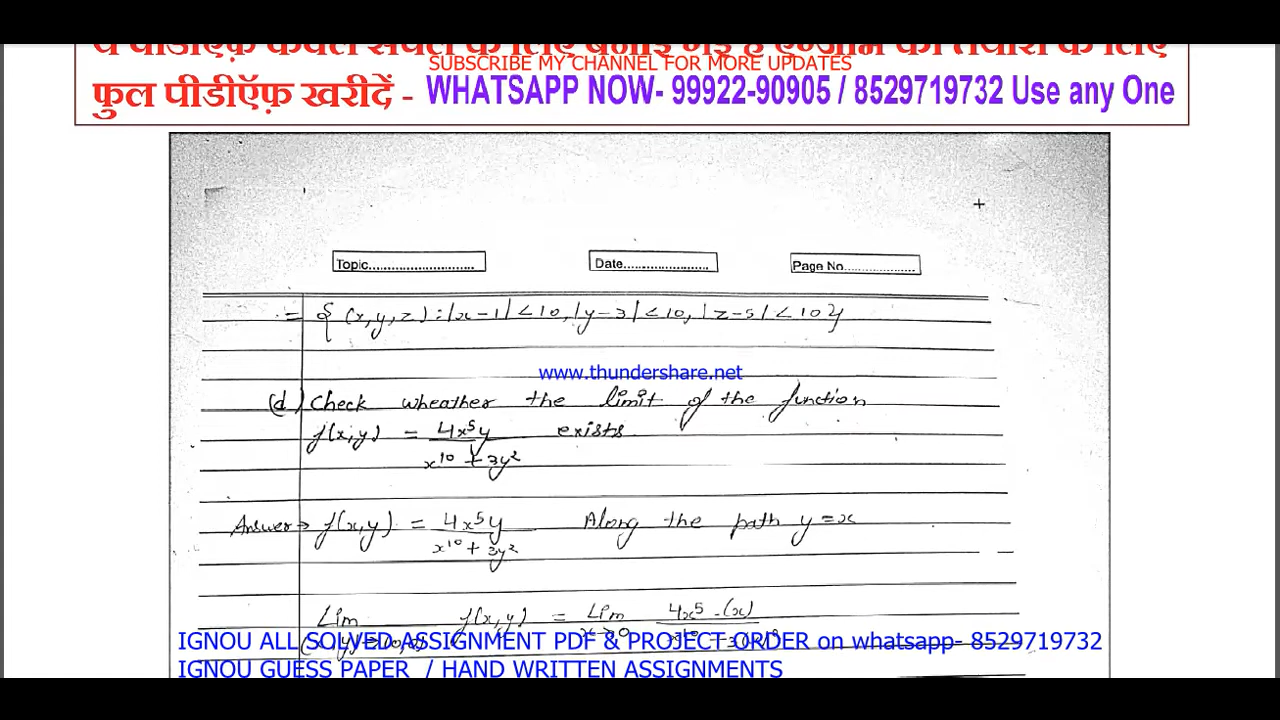 SUBSCRIBE MY CHANNEL FOR MORE UPDATES
फुल पीडीऍफ़ खरीदें - WHATSAPP NOW- 99922-90905 / 8529719732 Use any One
Topic............................ Date...................... Page No...................
= {(x,y,z) : |x-1| <10, |y-3| <10, |z-5| <10}
www.thundershare.net
(d) Check wheather the limit of the function
f(x,y) = 4x⁵y / x¹⁰ + 3y² exists
Answer→ f(x,y) = 4x⁵y / x¹⁰ + 3y² Along the path y = x
Lim f(x,y) = Lim x→0 4x⁵.(x)
IGNOU ALL SOLVED ASSIGNMENT PDF & PROJECT ORDER on whatsapp- 8529719732
IGNOU GUESS PAPER / HAND WRITTEN ASSIGNMENTS